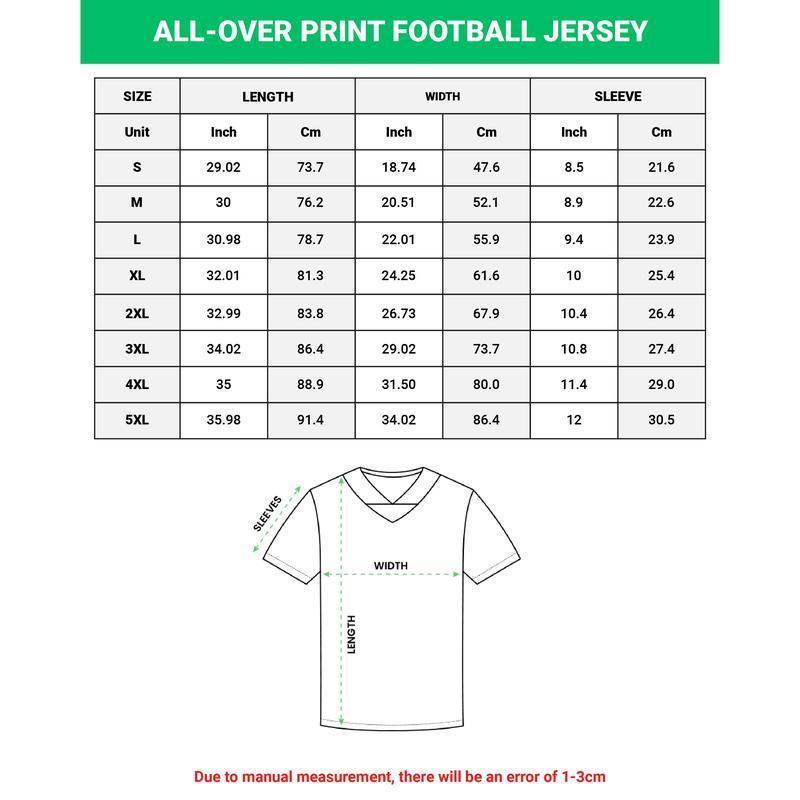 ALL-OVER PRINT FOOTBALL JERSEY
SIZE LENGTH WIDTH SLEEVE
Unit Inch Cm Inch Cm Inch Cm
S 29.02 73.7 18.74 47.6 8.5 21.6
M 30 76.2 20.51 52.1 8.9 22.6
L 30.98 78.7 22.01 55.9 9.4 23.9
XL 32.01 81.3 24.25 61.6 10 25.4
2XL 32.99 83.8 26.73 67.9 10.4 26.4
3XL 34.02 86.4 29.02 73.7 10.8 27.4
4XL 35 88.9 31.50 80.0 11.4 29.0
5XL 35.98 91.4 34.02 86.4 12 30.5
SLEEVES
WIDTH
LENGTH
Due to manual measurement, there will be an error of 1-3cm